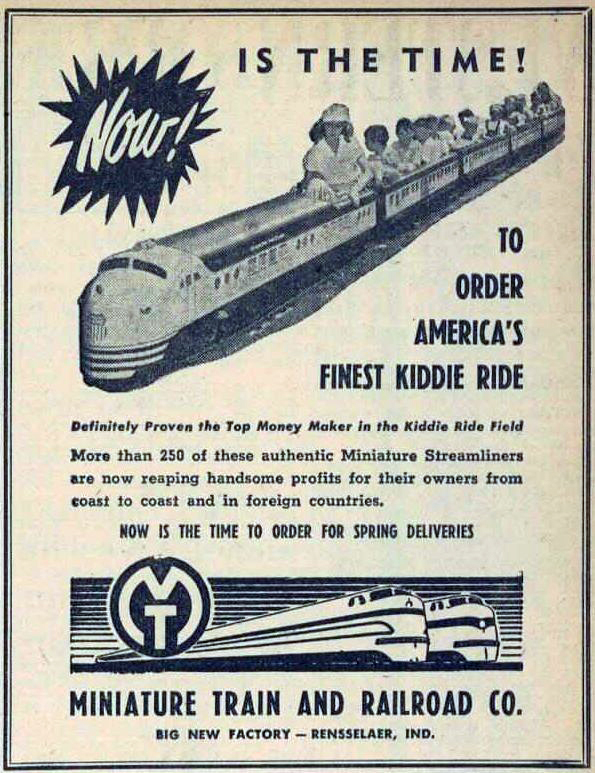 Now!
IS THE TIME!
TO
ORDER
AMERICA'S
FINEST KIDDIE RIDE
Definitely Proven the Top Money Maker in the Kiddie Ride Field
More than 250 of these authentic Miniature Streamliners
are now reaping handsome profits for their owners from
coast to coast and in foreign countries.
NOW IS THE TIME TO ORDER FOR SPRING DELIVERIES
MT
MINIATURE TRAIN AND RAILROAD CO.
BIG NEW FACTORY — RENSSELAER, IND.